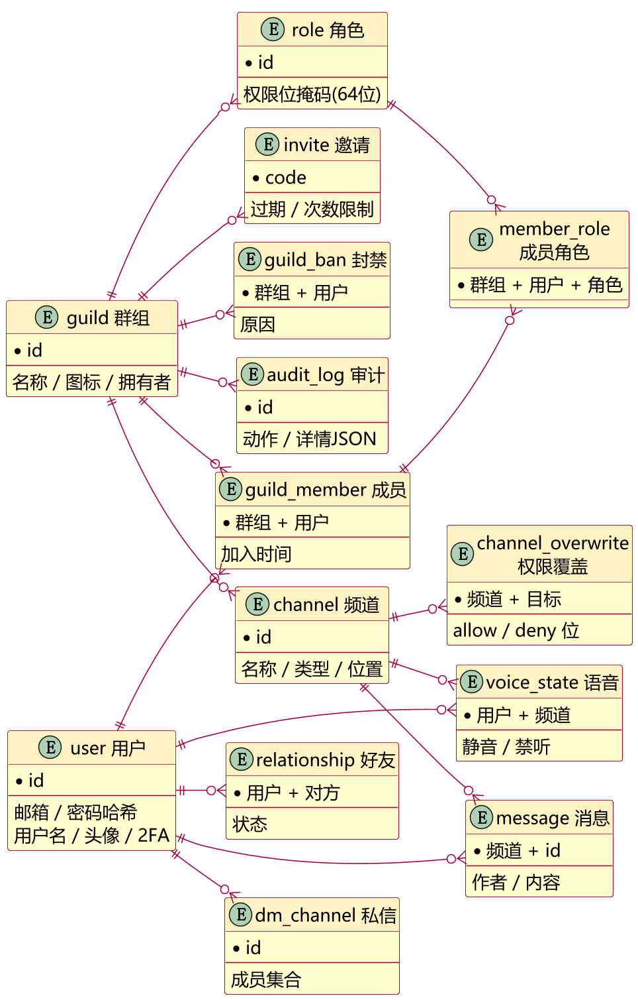 E role 角色
• id
权限位掩码(64位)
E invite 邀请
• code
过期 / 次数限制
E member_role
成员角色
• 群组 + 用户 + 角色
E guild_ban 封禁
• 群组 + 用户
原因
E guild 群组
• id
名称 / 图标 / 拥有者
E audit_log 审计
• id
动作 / 详情JSON
E guild_member 成员
• 群组 + 用户
加入时间
E channel_overwrite
权限覆盖
• 频道 + 目标
allow / deny 位
E channel 频道
• id
名称 / 类型 / 位置
E voice_state 语音
• 用户 + 频道
静音 / 禁听
E user 用户
• id
邮箱 / 密码哈希
用户名 / 头像 / 2FA
E relationship 好友
• 用户 + 对方
状态
E message 消息
• 频道 + id
作者 / 内容
E dm_channel 私信
• id
成员集合